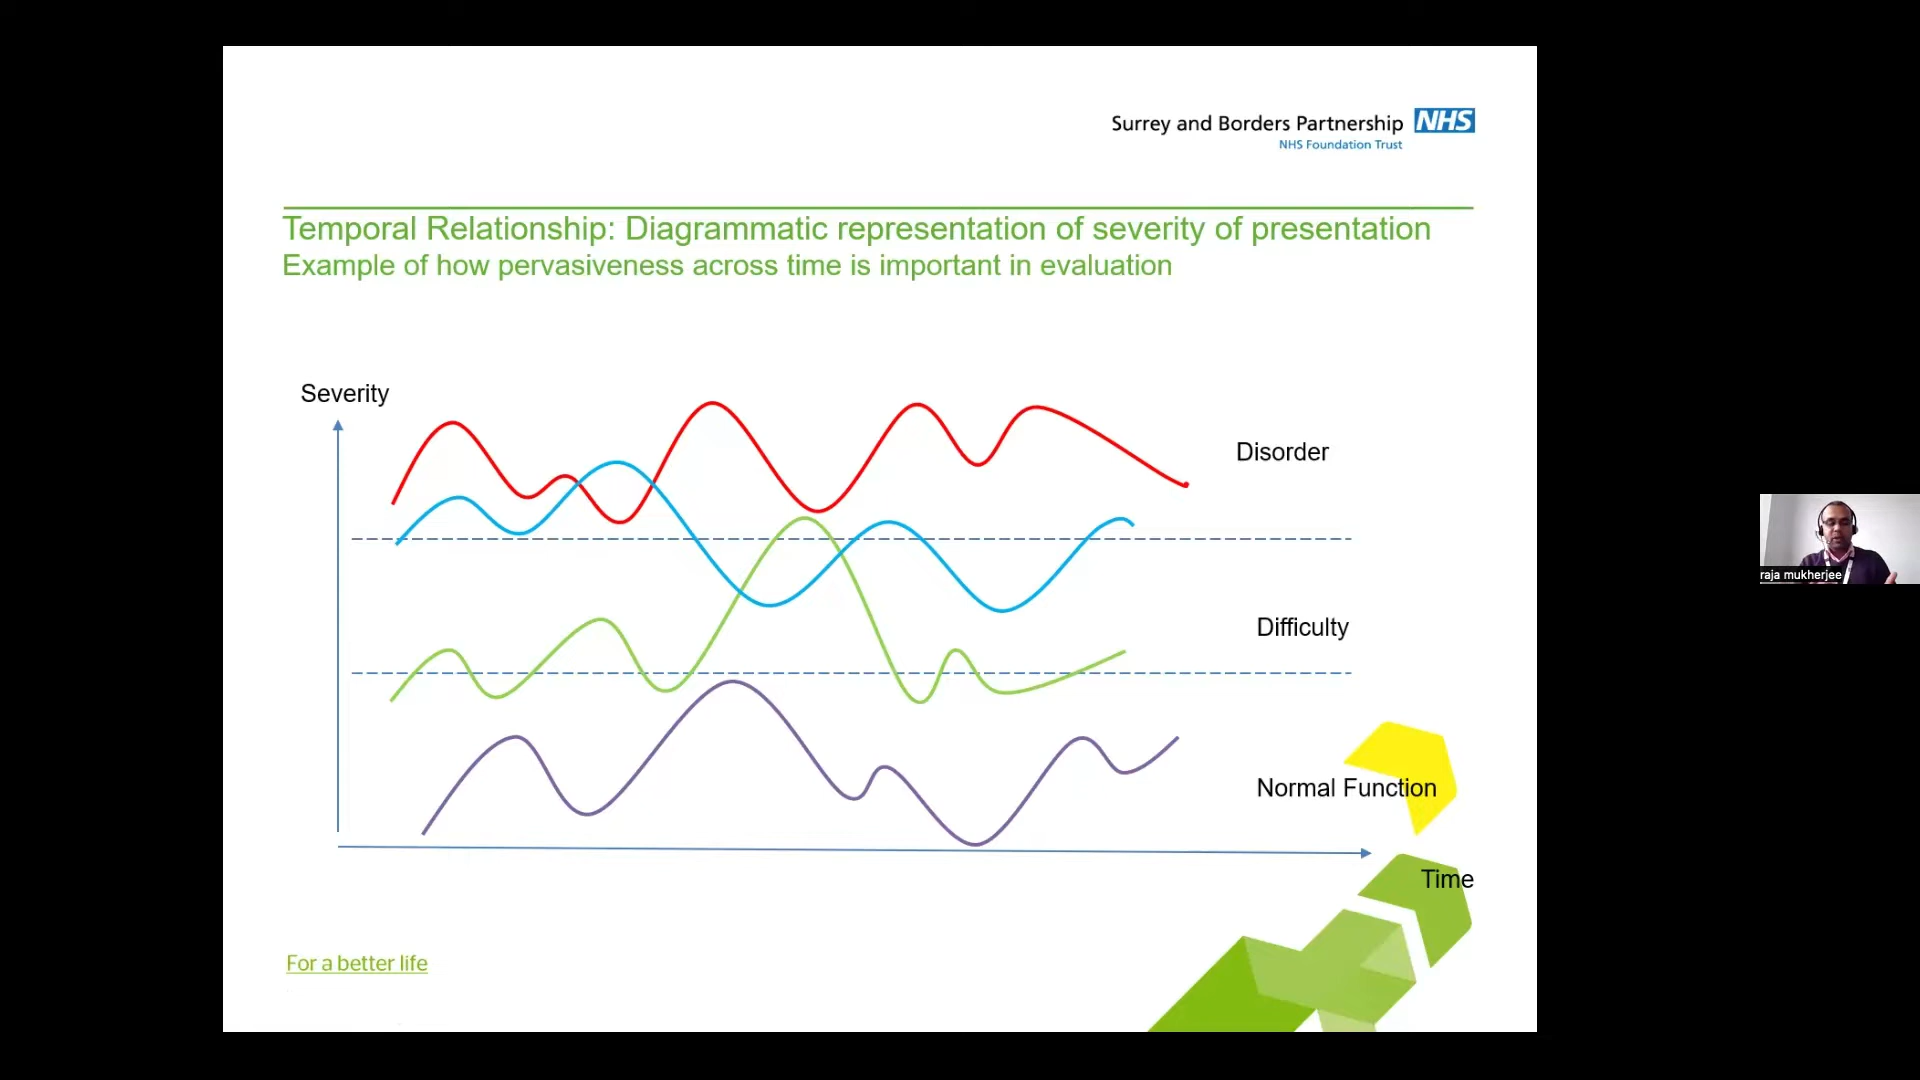 Surrey and Borders Partnership NHS
NHS Foundation Trust
Temporal Relationship: Diagrammatic representation of severity of presentation
Example of how pervasiveness across time is important in evaluation
Severity
Disorder
Difficulty
Normal Function
Time
For a better life
raja mukherjee